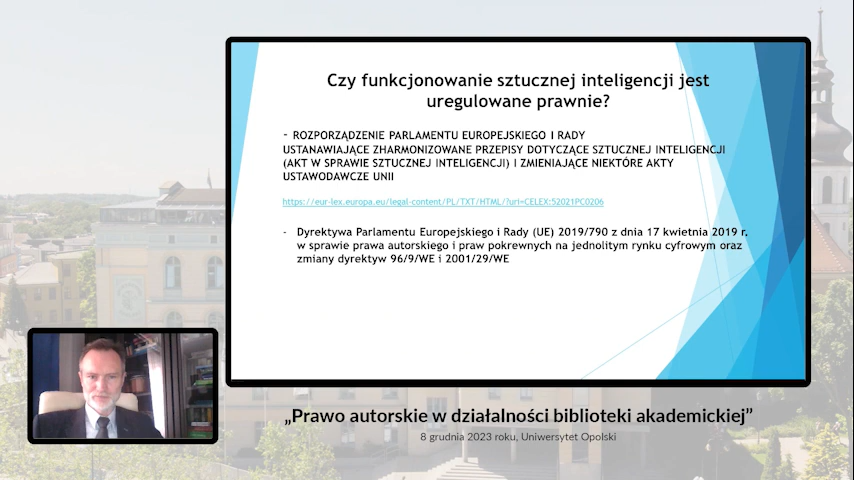 Czy funkcjonowanie sztucznej inteligencji jest
uregulowane prawnie?
- ROZPORZĄDZENIE PARLAMENTU EUROPEJSKIEGO I RADY
USTANAWIAJĄCE ZHARMONIZOWANE PRZEPISY DOTYCZĄCE SZTUCZNEJ INTELIGENCJI
(AKT W SPRAWIE SZTUCZNEJ INTELIGENCJI) I ZMIENIAJĄCE NIEKTÓRE AKTY
USTAWODAWCZE UNII
https://eur-lex.europa.eu/legal-content/PL/TXT/HTML/?uri=CELEX:52021PC0206
- Dyrektywa Parlamentu Europejskiego i Rady (UE) 2019/790 z dnia 17 kwietnia 2019 r.
w sprawie prawa autorskiego i praw pokrewnych na jednolitym rynku cyfrowym oraz
zmiany dyrektyw 96/9/WE i 2001/29/WE
„Prawo autorskie w działalności biblioteki akademickiej”
8 grudnia 2023 roku, Uniwersytet Opolski